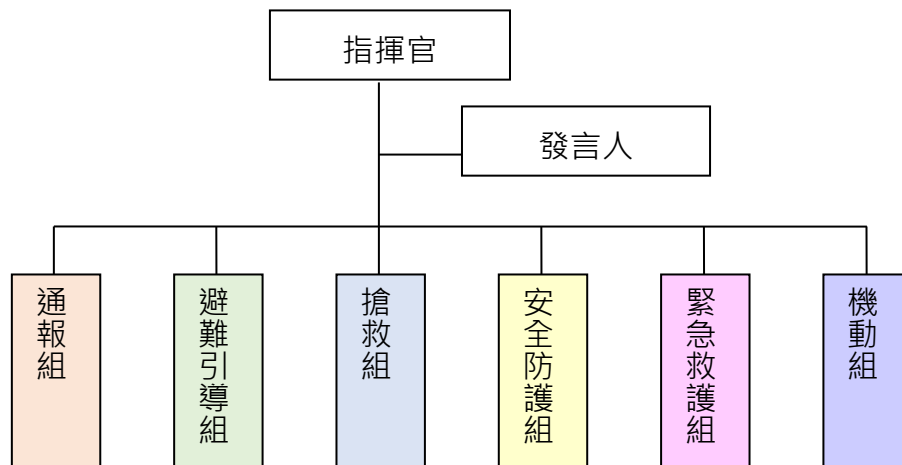 指揮官
發言人
通報組
避難引導組
搶救組
安全防護組
緊急救護組
機動組